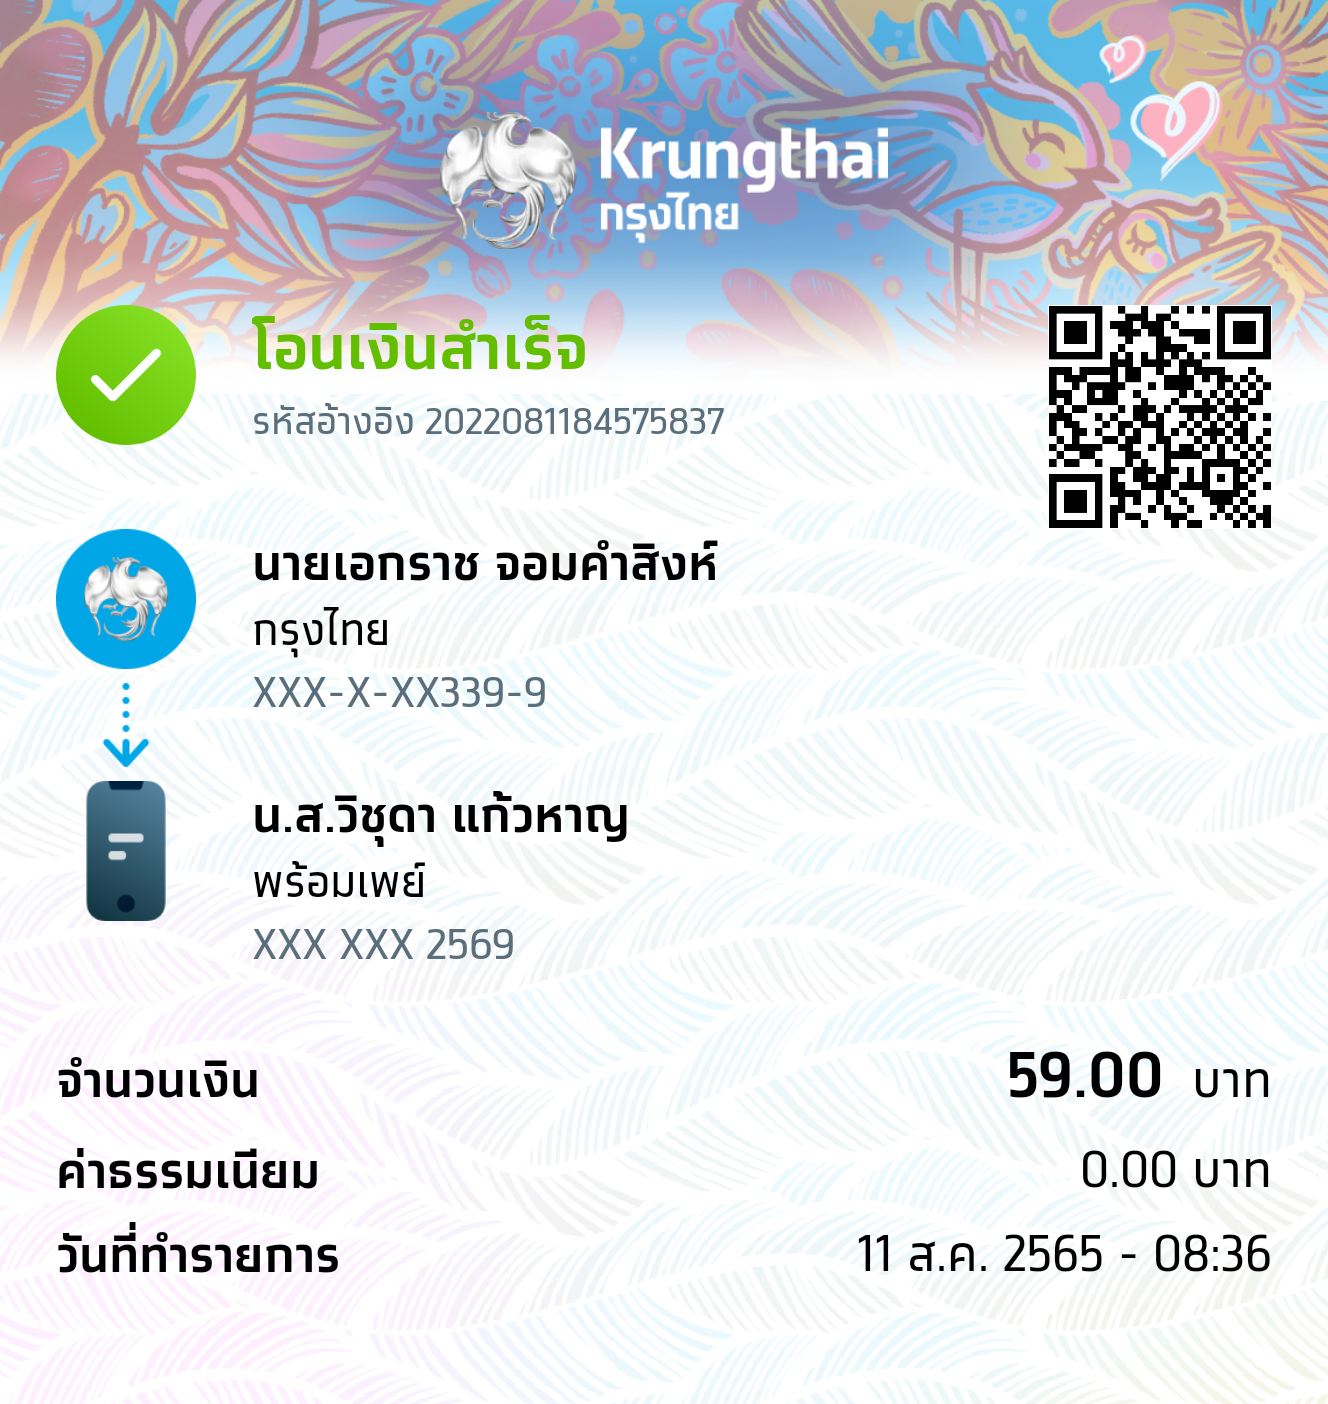 Krungthai
กรุงไทย
โอนเงินสำเร็จ
รหัสอ้างอิง 2022081184575837
นายเอกราช จอมคำสิงห์
กรุงไทย
XXX-X-XX339-9
น.ส.วิชุดา แก้วหาญ
พร้อมเพย์
XXX XXX 2569
จำนวนเงิน 59.00 บาท
ค่าธรรมเนียม 0.00 บาท
วันที่ทำรายการ 11 ส.ค. 2565 - 08:36